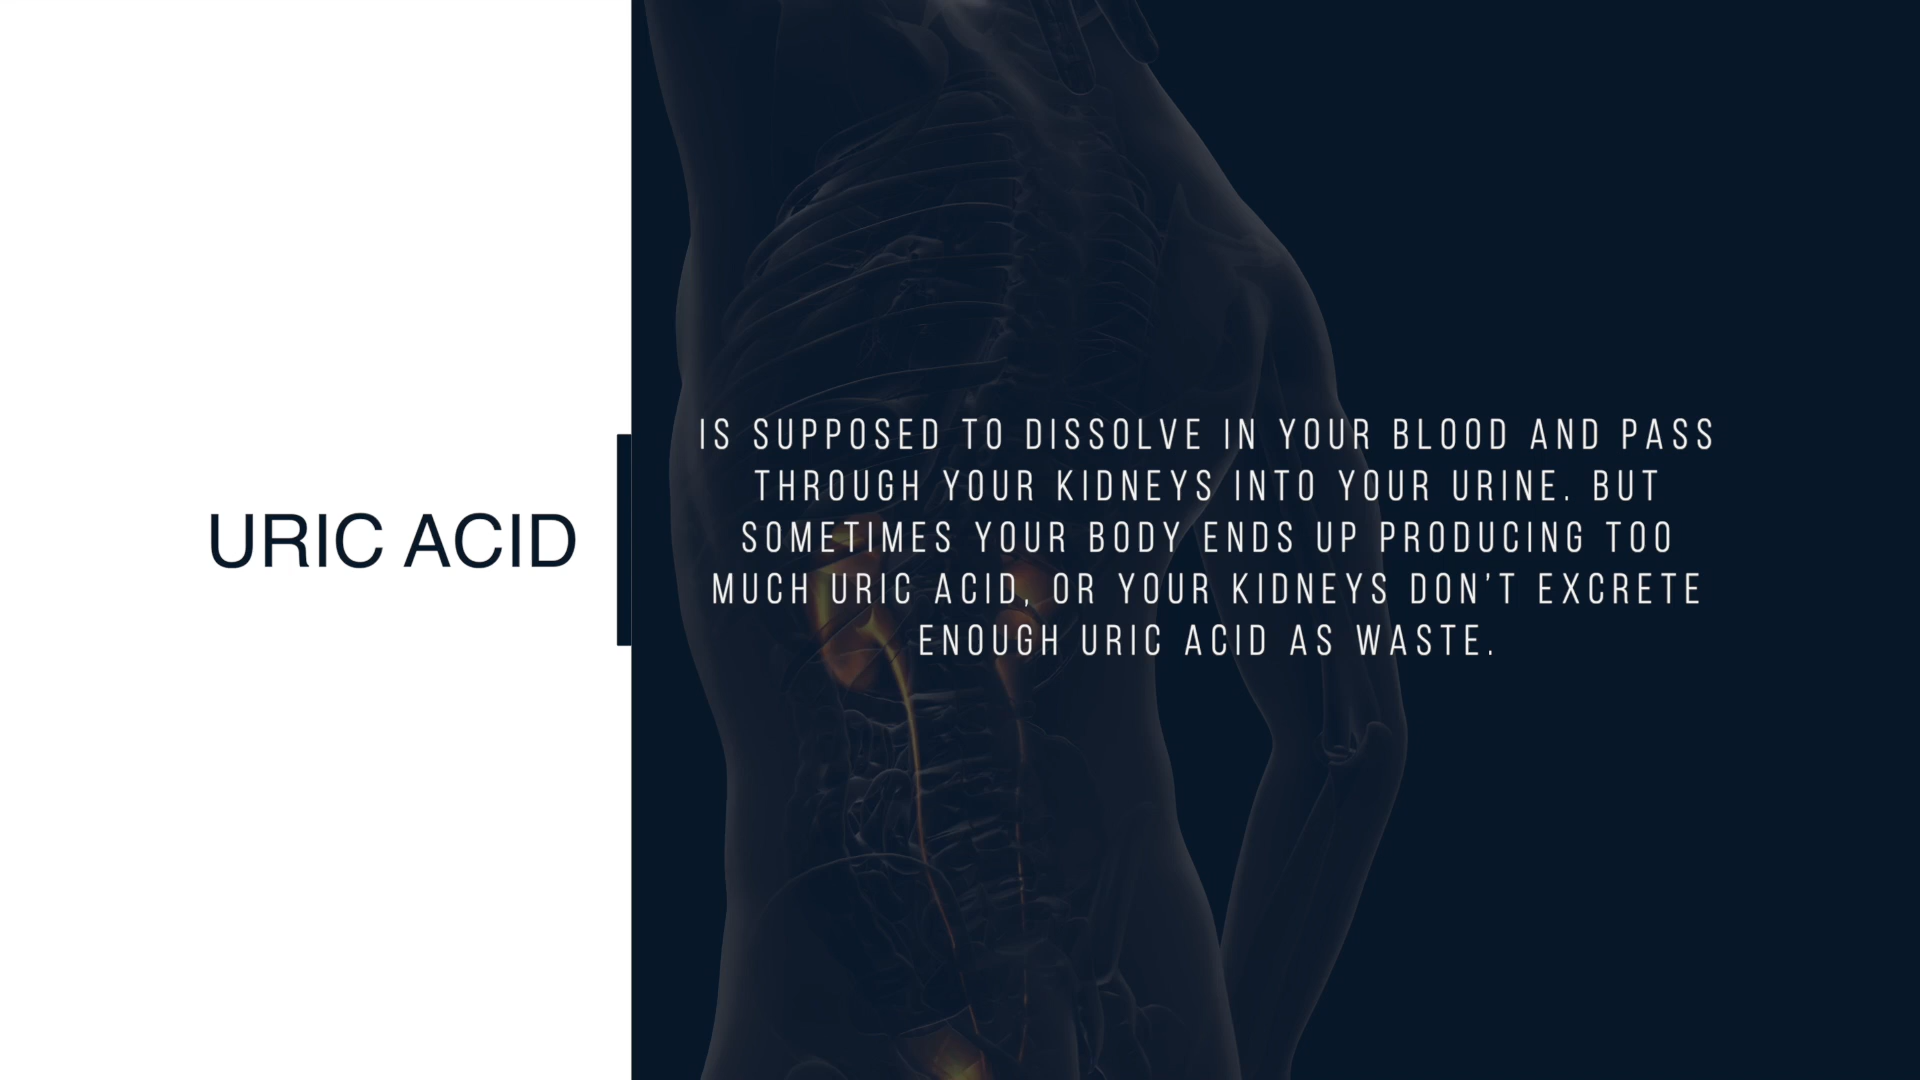 URIC ACID
IS SUPPOSED TO DISSOLVE IN YOUR BLOOD AND PASS
THROUGH YOUR KIDNEYS INTO YOUR URINE. BUT
SOMETIMES YOUR BODY ENDS UP PRODUCING TOO
MUCH URIC ACID, OR YOUR KIDNEYS DON’T EXCRETE
ENOUGH URIC ACID AS WASTE.